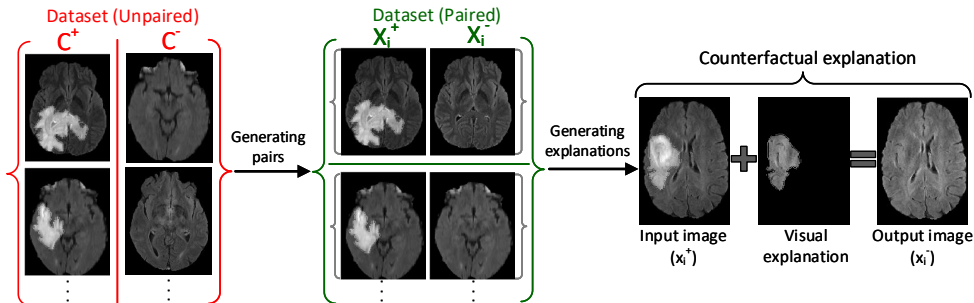 Dataset (Unpaired)
C⁺ C⁻
Generating
pairs
Dataset (Paired)
Xᵢ⁺ Xᵢ⁻
Generating
explanations
Counterfactual explanation
Input image
(xᵢ⁺)
Visual
explanation
Output image
(xᵢ⁻)